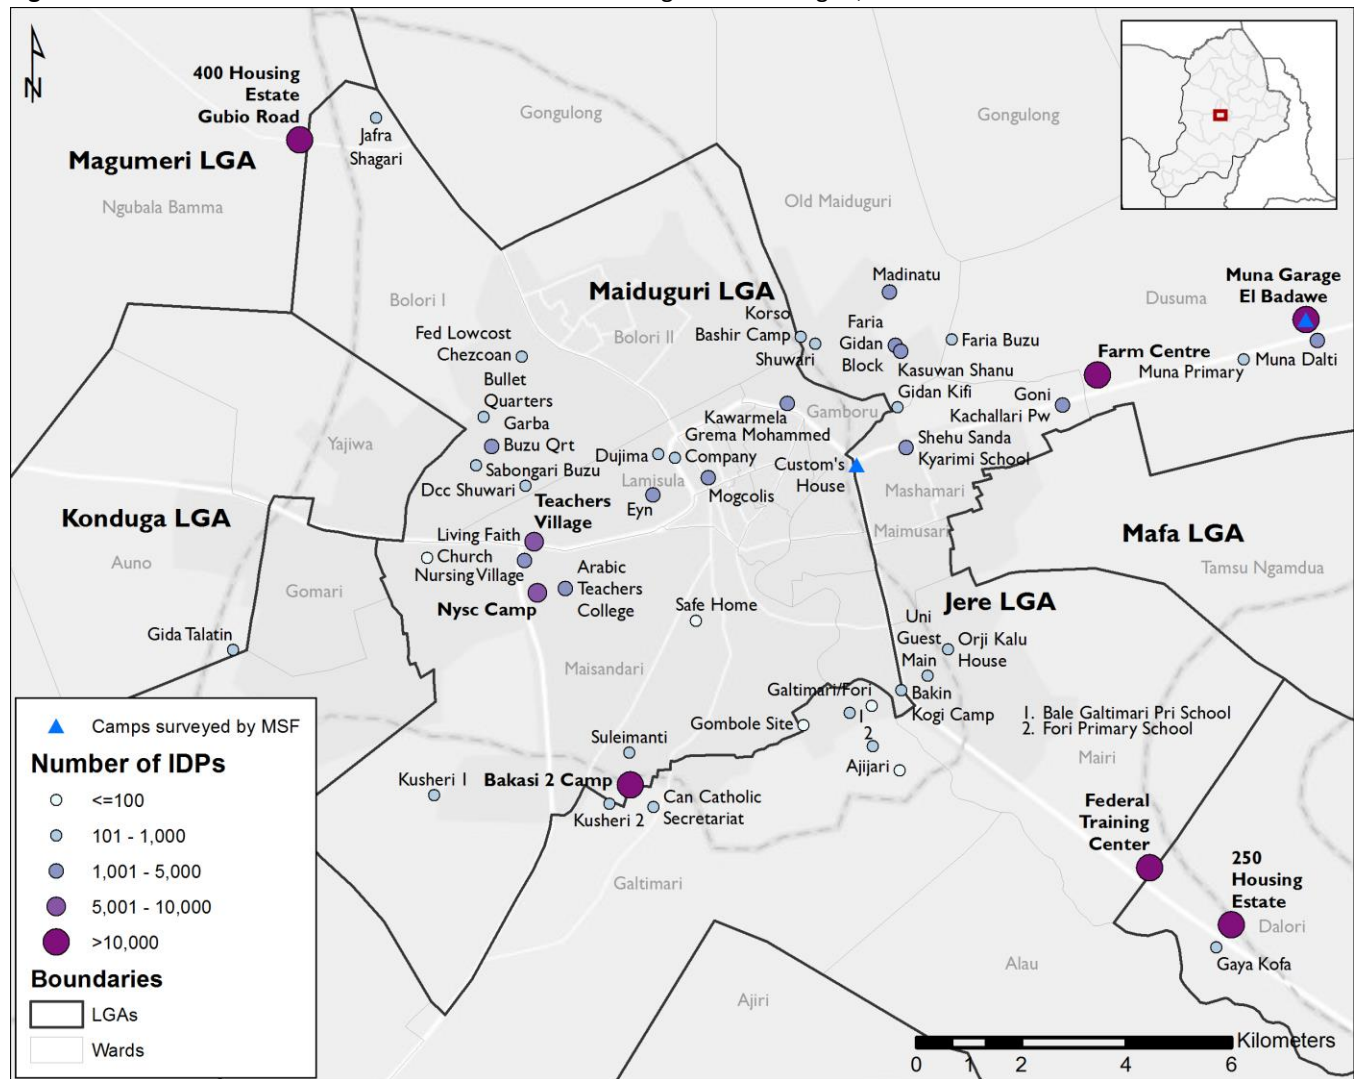 N
400 Housing
Estate
Gubio Road
Jafra
Shagari
Gongulong
Gongulong
Magumeri LGA
Ngubala Bamma
Old Maiduguri
Madinatu
Muna Garage
El Badawe
Dusuma
Maiduguri LGA
Bolori I
Bolori II
Korso
Bashir Camp
Shuwari
Faria
Gidan
Block
Faria Buzu
Fed Lowcost
Chezcoan
Farm Centre
Muna Primary
Muna Dalti
Kasuwan Shanu
Gidan Kifi
Bullet
Quarters
Garba
Buzu Qrt
Kawarmela
Gamboru
Goni
Kachallari Pw
Grema Mohammed
Company
Dujima
Shehu Sanda
Kyarimi School
Yajiwa
Sabongari Buzu
Dcc Shuwari
Lamisula
Mogcolis
Custom's
House
Mashamari
Eyn
Teachers
Village
Konduga LGA
Living Faith
Church
Maimusari
Mafa LGA
Auno
Gomari
Nursing Village
Arabic
Teachers
College
Tamsu Ngamdua
Nysc Camp
Safe Home
Jere LGA
Uni
Guest
Main
Orji Kalu
House
Gida Talatin
Maisandari
Galtimari/Fori
Bakin
Kogi Camp
Gombole Site
1
2
1. Bale Galtimari Pri School
2. Fori Primary School
Suleimanti
Ajijari
Mairi
Kusheri 1
Bakasi 2 Camp
Kusheri 2
Can Catholic
Secretariat
Federal
Training
Center
250
Housing
Estate
Galtimari
Dalori
Gaya Kofa
Alau
Ajiri
Camps surveyed by MSF
Number of IDPs
<=100
101 - 1,000
1,001 - 5,000
5,001 - 10,000
>10,000
Boundaries
LGAs
Wards
Kilometers
0 1 2 4 6